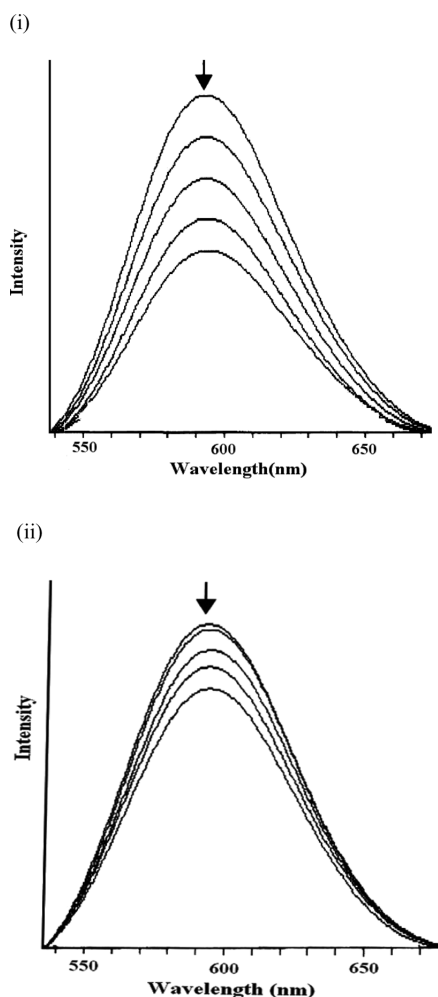 (i)
Intensity
550
600
650
Wavelength(nm)
(ii)
Intensity
550
600
650
Wavelength (nm)